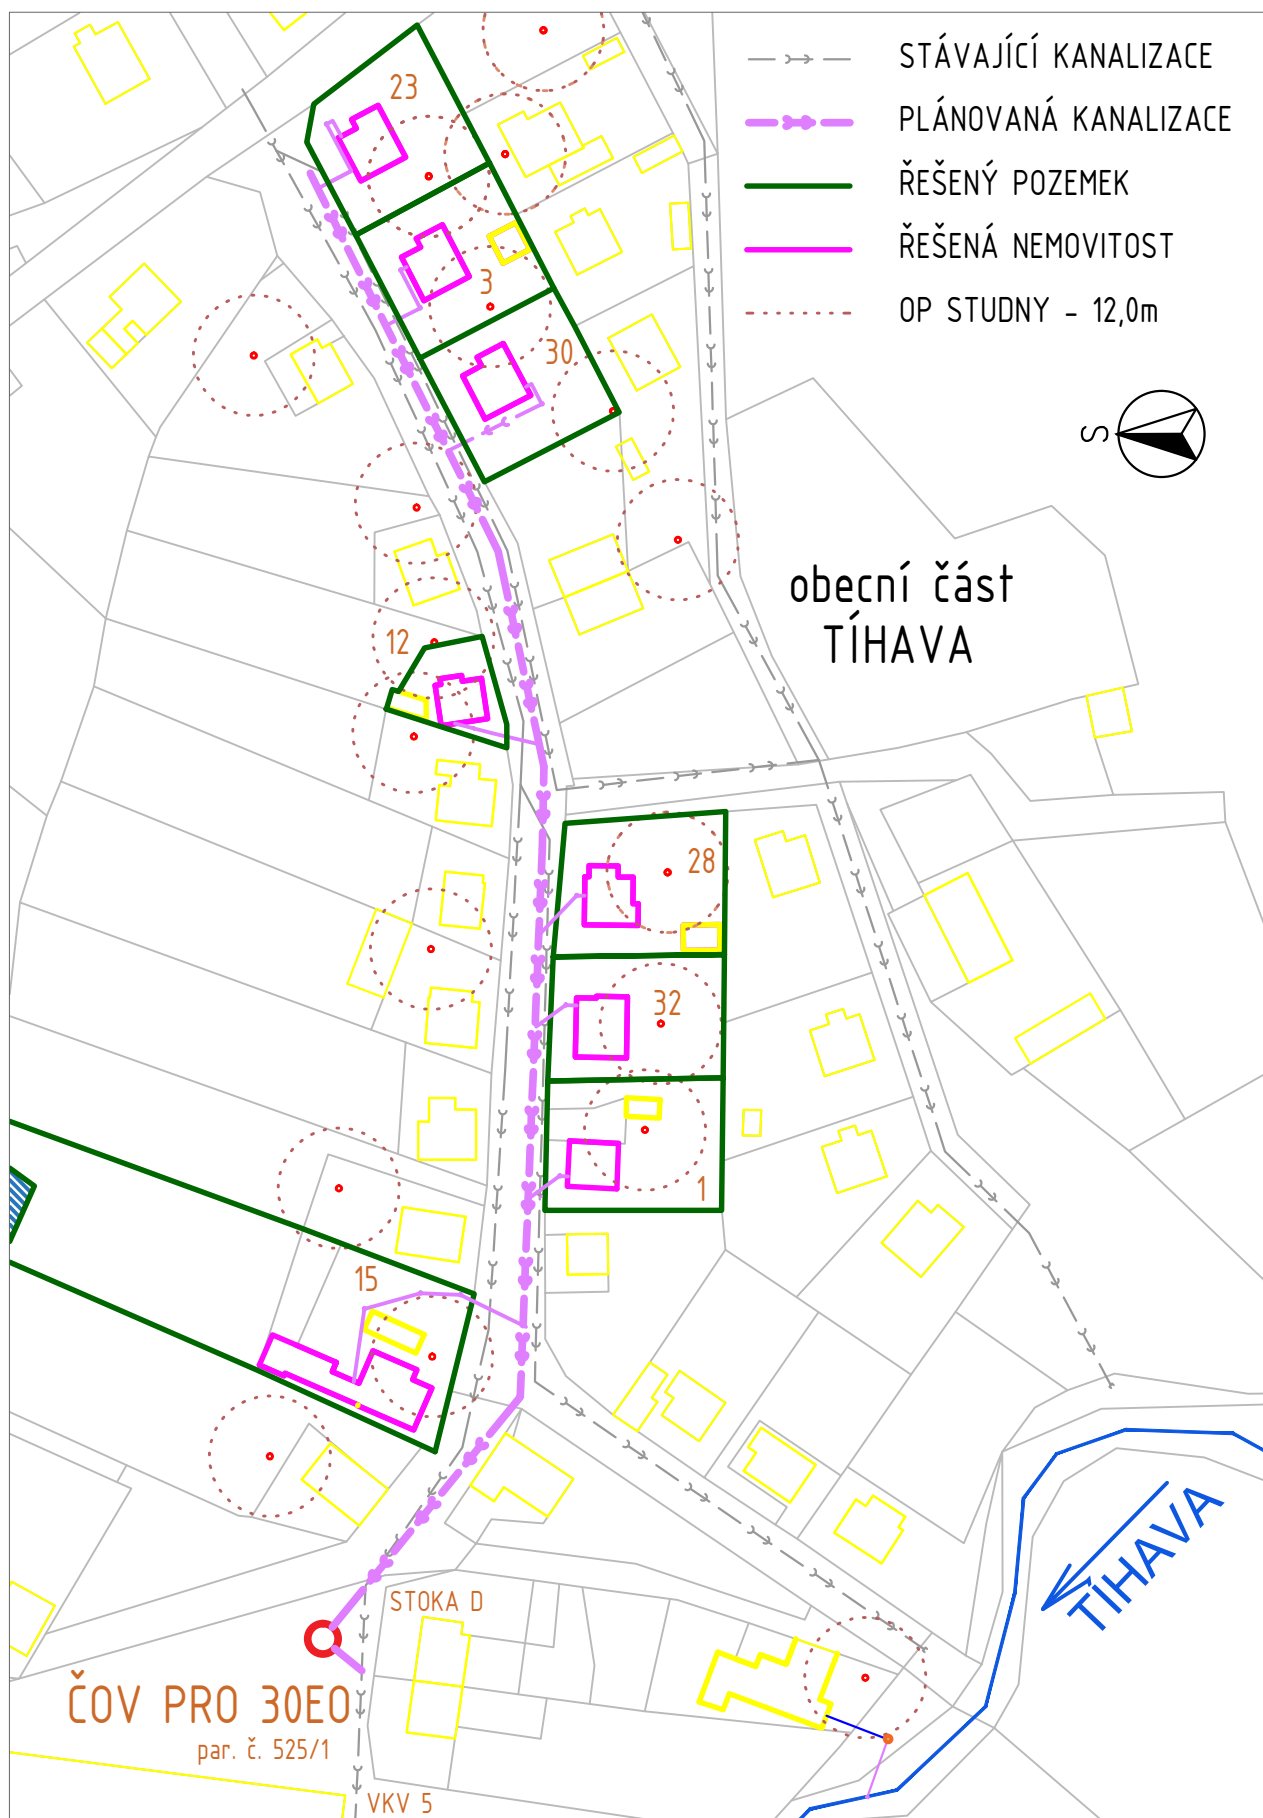 STÁVAJÍCÍ KANALIZACE
PLÁNOVANÁ KANALIZACE
ŘEŠENÝ POZEMEK
ŘEŠENÁ NEMOVITOST
OP STUDNY - 12,0m
S
23
3
30
obecní část
TÍHAVA
12
28
32
1
15
TÍHAVA
STOKA D
ČOV PRO 30EO
par. č. 525/1
VKV 5